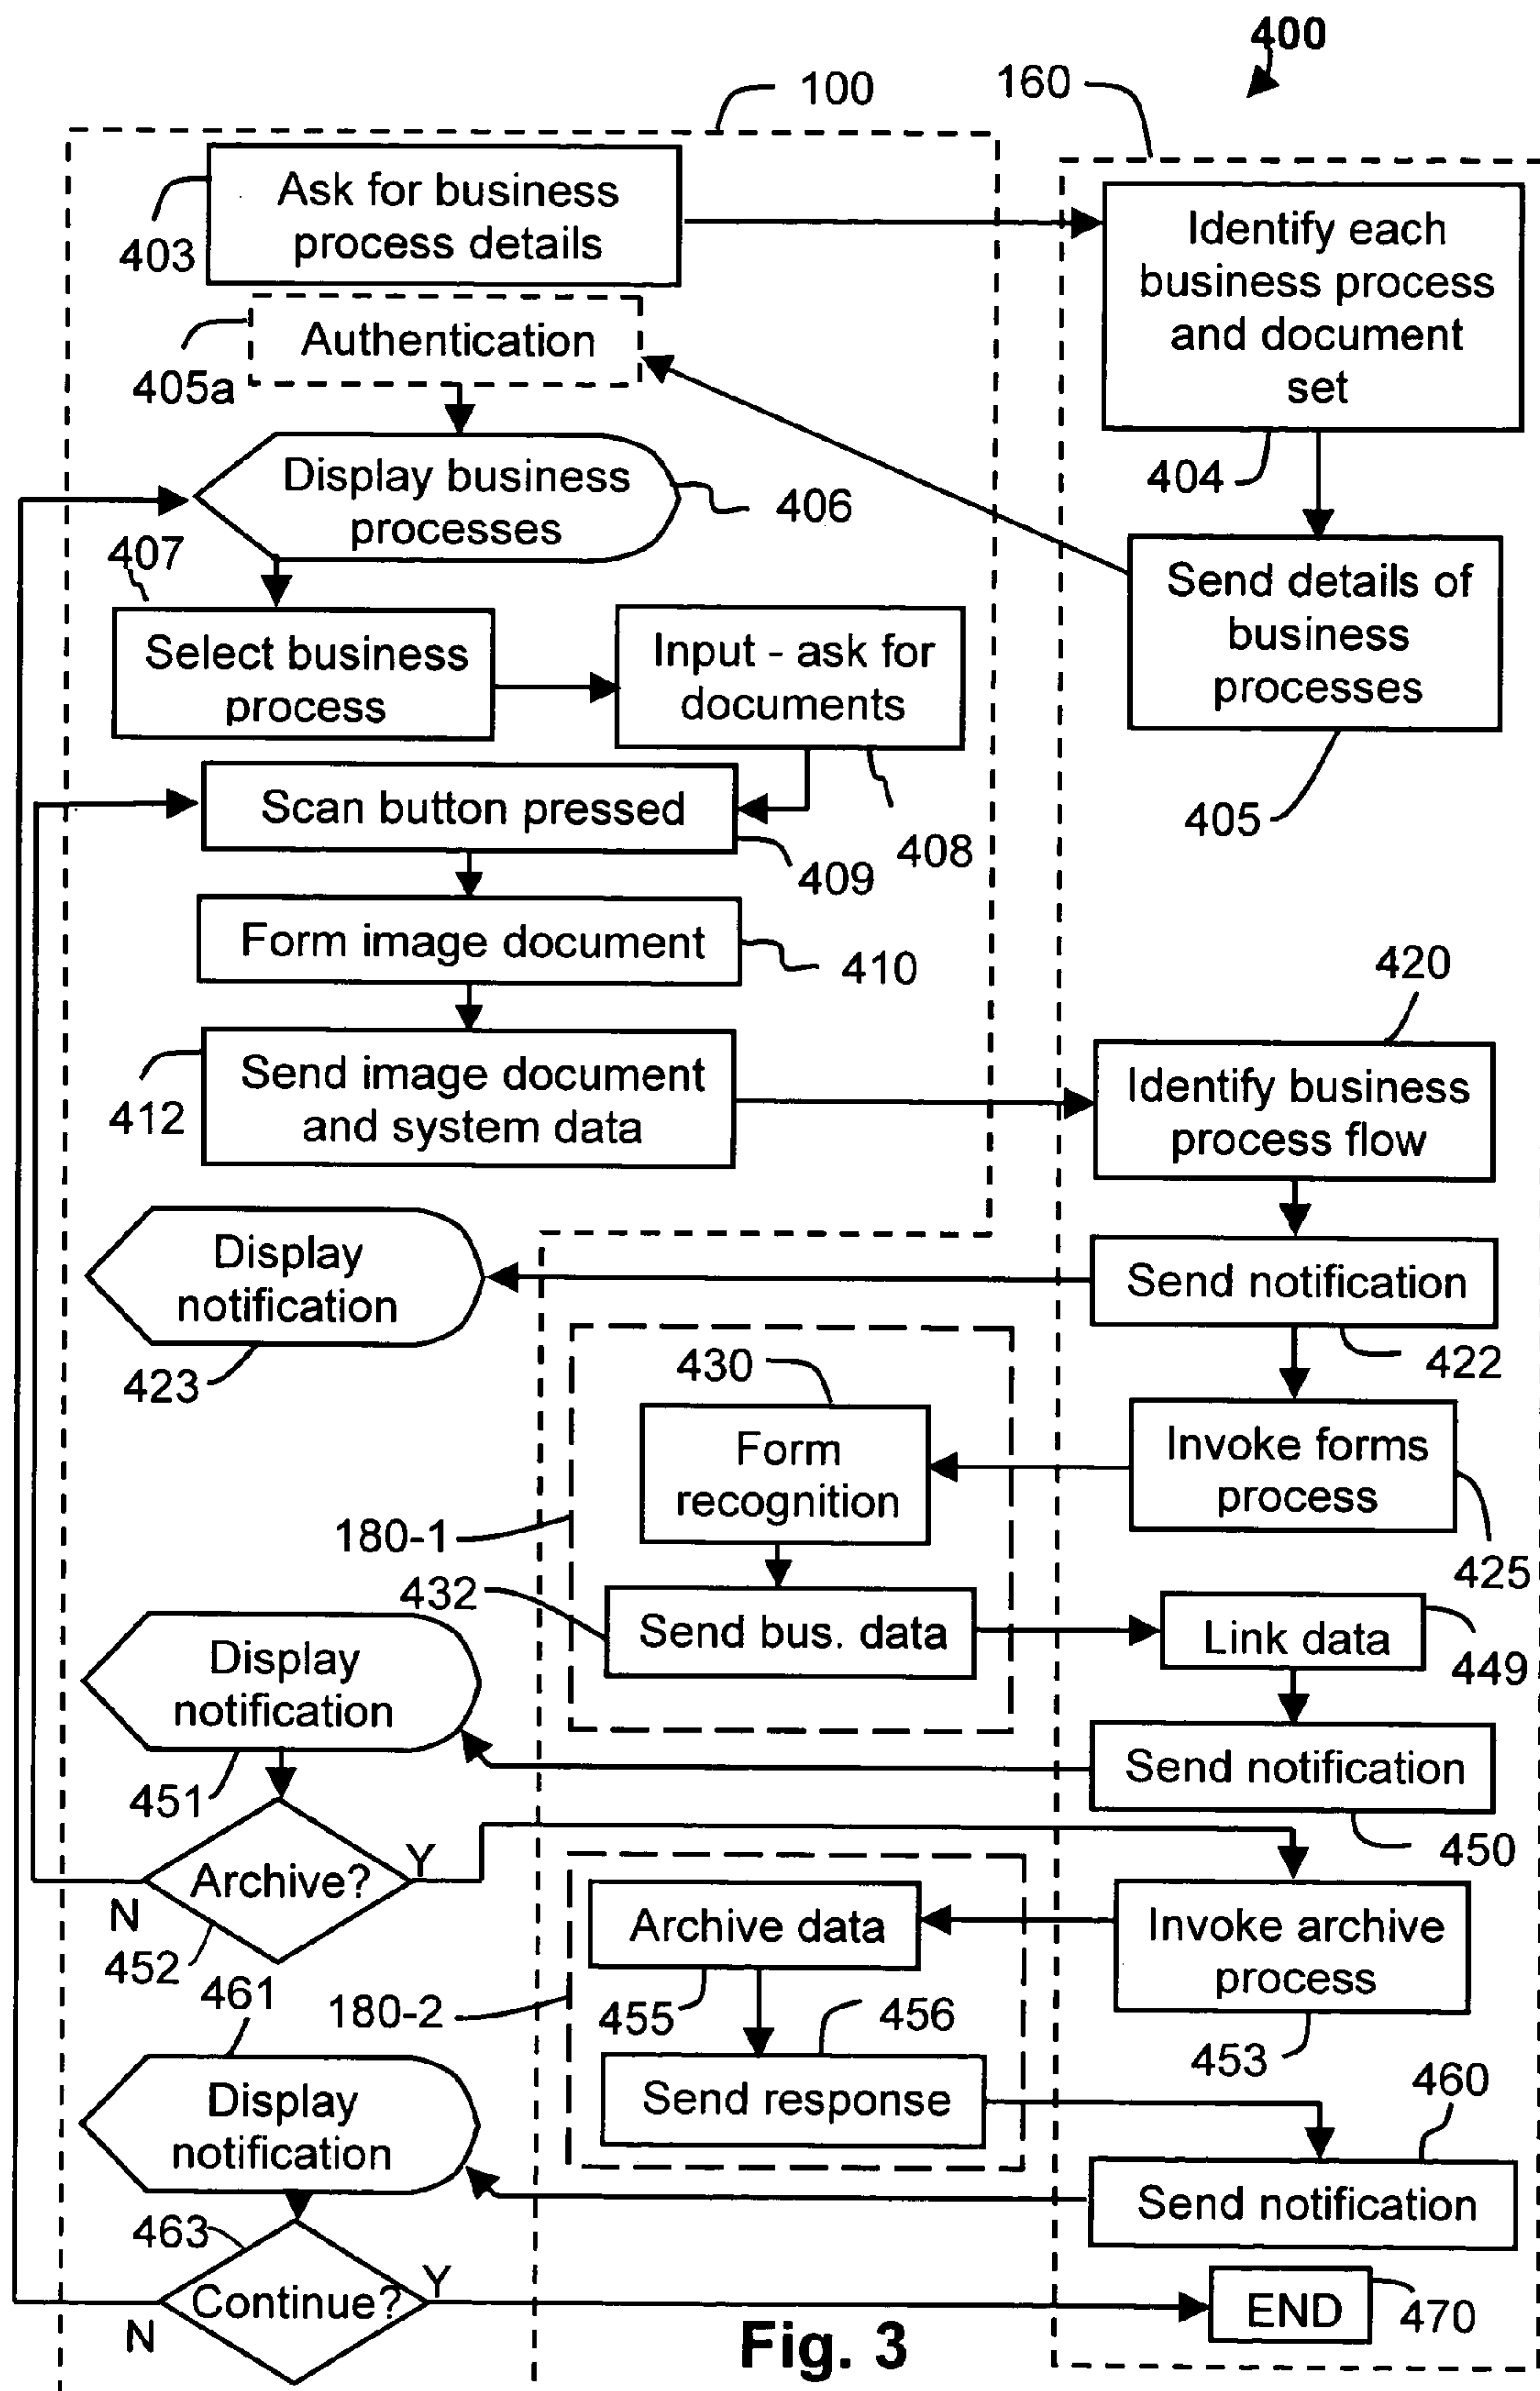 400
100
160
Ask for business
process details
403
Identify each
business process
and document
set
404
Authentication
405a
Display business
processes
406
407
Select business
process
Input - ask for
documents
408
Send details of
business
processes
405
Scan button pressed
409
Form image document
410
Send image document
and system data
412
420
Identify business
process flow
Display
notification
423
Send notification
422
430
Form
recognition
180-1
Invoke forms
process
425
432
Send bus. data
Link data
449
Display
notification
451
Send notification
450
Archive?
Y
N
452
Archive data
455
180-2
Invoke archive
process
453
456
Send response
461
Display
notification
460
Send notification
463
Continue?
Y
N
END
470
Fig. 3